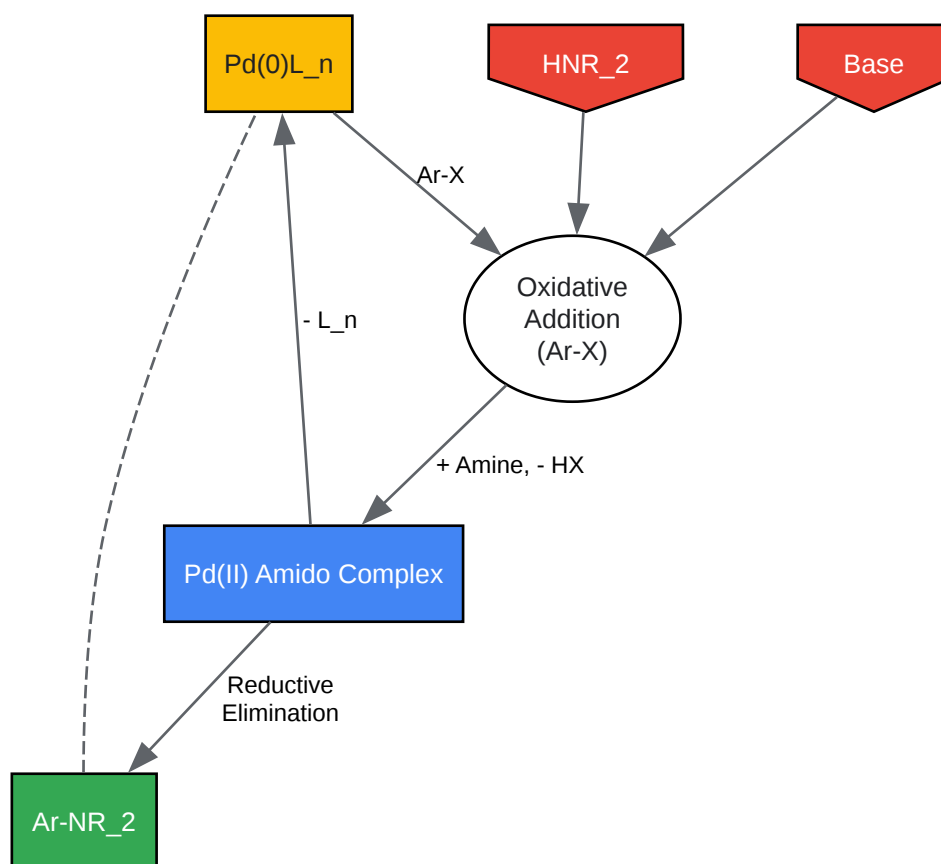 Pd(0)L_n
HNR_2
Base
Ar-X
Oxidative
Addition
(Ar-X)
- L_n
+ Amine, - HX
Pd(II) Amido Complex
Reductive
Elimination
Ar-NR_2